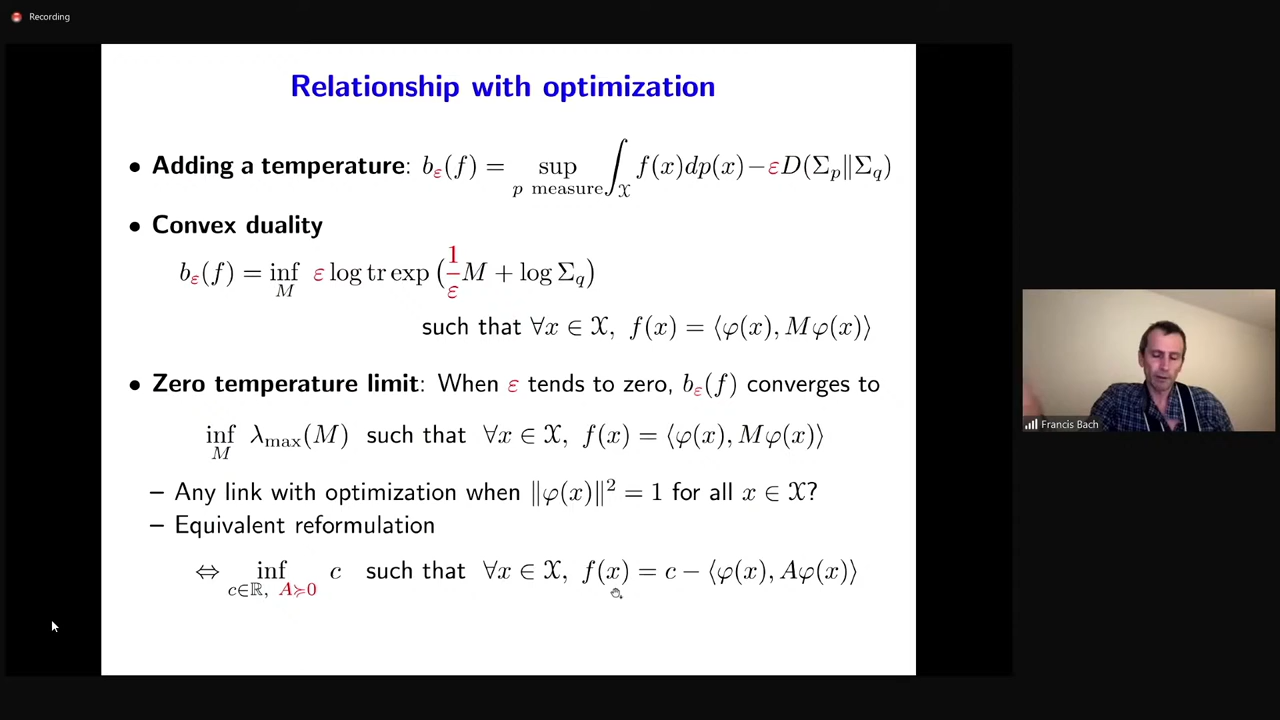 Recording
Relationship with optimization
• Adding a temperature: b_ε(f) = sup_{p measure} ∫_𝒳 f(x)dp(x) − εD(Σ_p‖Σ_q)
• Convex duality
b_ε(f) = inf_M ε log tr exp (1/ε M + log Σ_q)
such that ∀x ∈ 𝒳, f(x) = ⟨φ(x), Mφ(x)⟩
• Zero temperature limit: When ε tends to zero, b_ε(f) converges to
inf_M λ_max(M) such that ∀x ∈ 𝒳, f(x) = ⟨φ(x), Mφ(x)⟩
– Any link with optimization when ‖φ(x)‖² = 1 for all x ∈ 𝒳?
– Equivalent reformulation
⇔ inf_{c∈ℝ, A≽0} c such that ∀x ∈ 𝒳, f(x) = c − ⟨φ(x), Aφ(x)⟩
Francis Bach